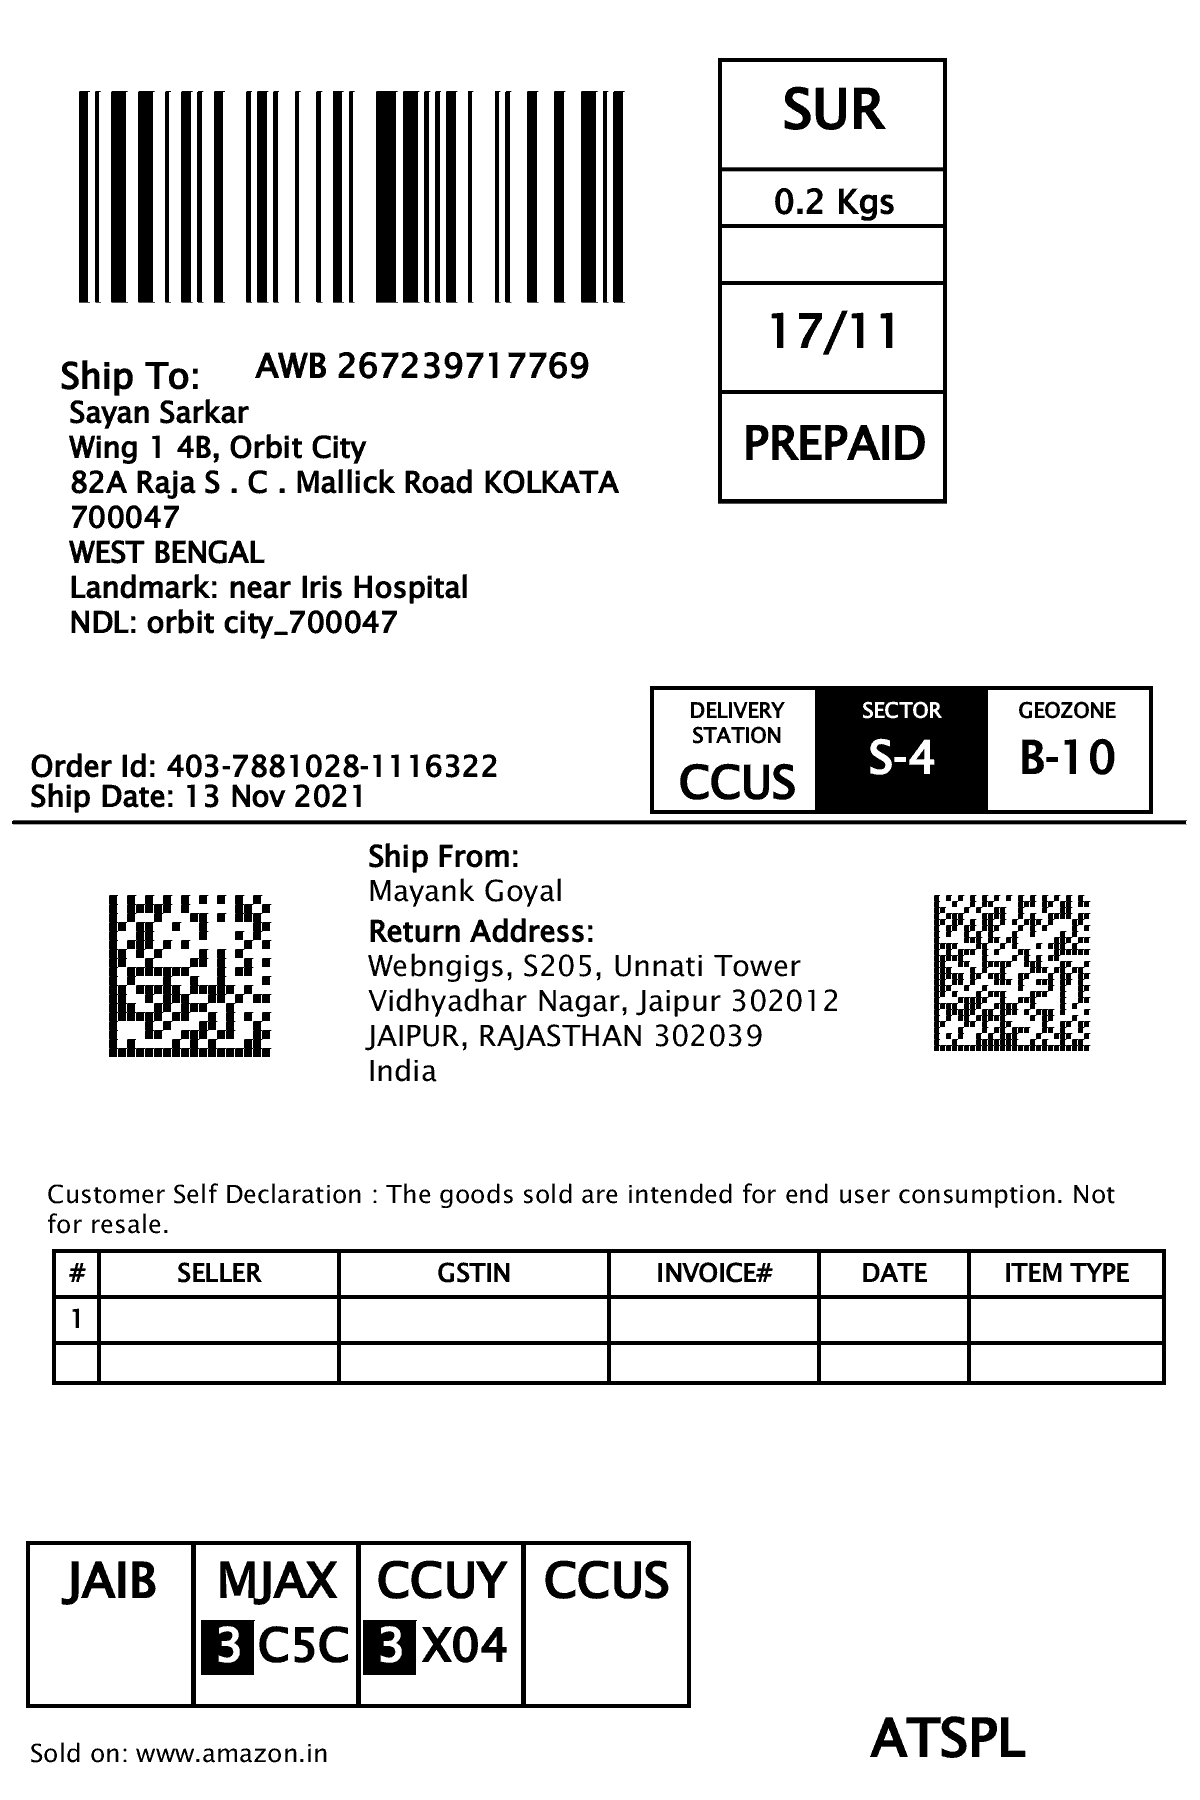 SUR
0.2 Kgs
17/11
PREPAID
AWB 267239717769
Ship To:
Sayan Sarkar
Wing 1 4B, Orbit City
82A Raja S . C . Mallick Road KOLKATA
700047
WEST BENGAL
Landmark: near Iris Hospital
NDL: orbit city_700047
DELIVERY STATION
CCUS
SECTOR
S-4
GEOZONE
B-10
Order Id: 403-7881028-1116322
Ship Date: 13 Nov 2021
Ship From:
Mayank Goyal
Return Address:
Webngigs, S205, Unnati Tower
Vidhyadhar Nagar, Jaipur 302012
JAIPUR, RAJASTHAN 302039
India
Customer Self Declaration : The goods sold are intended for end user consumption. Not
for resale.
# SELLER GSTIN INVOICE# DATE ITEM TYPE
1
JAIB MJAX CCUY CCUS
3 C5C 3 X04
ATSPL
Sold on: www.amazon.in